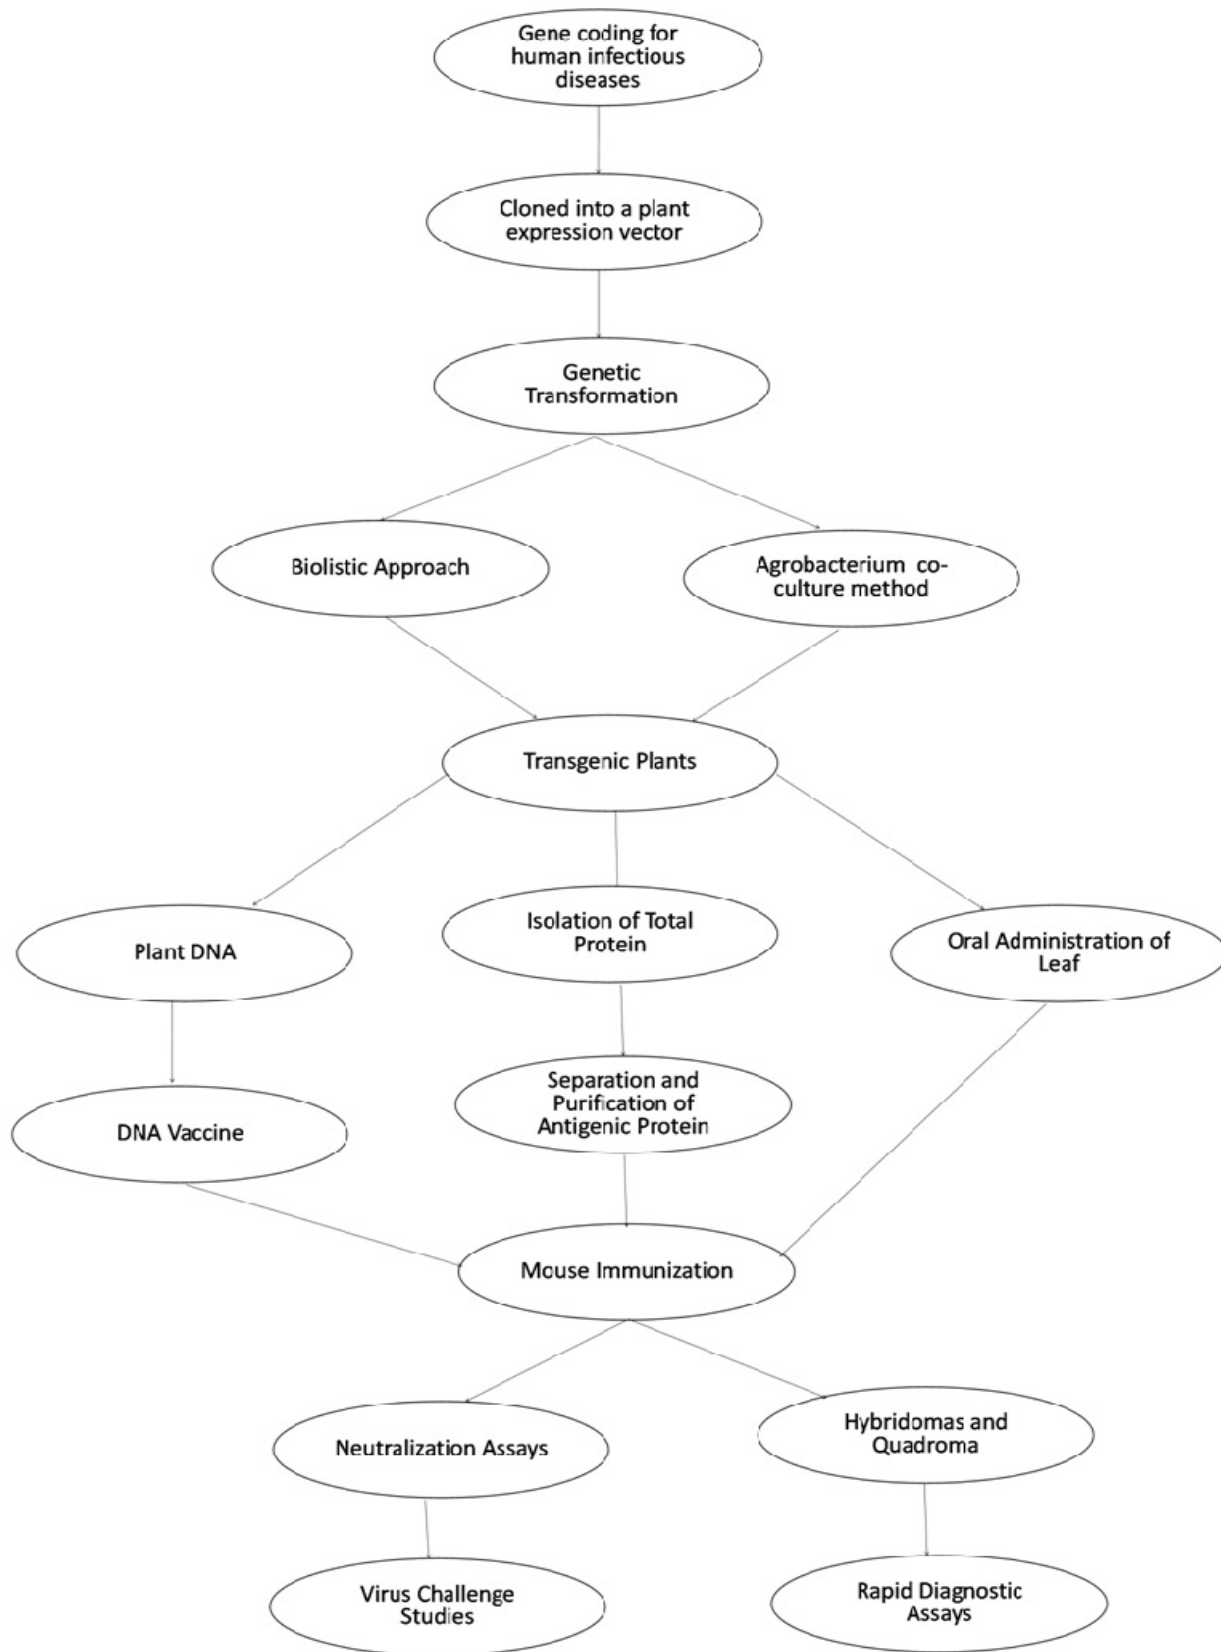 Gene coding for
human infectious
diseases
Cloned into a plant
expression vector
Genetic
Transformation
Biolistic Approach
Agrobacterium co-
culture method
Transgenic Plants
Plant DNA
Isolation of Total
Protein
Oral Administration of
Leaf
DNA Vaccine
Separation and
Purification of
Antigenic Protein
Mouse Immunization
Neutralization Assays
Hybridomas and
Quadroma
Virus Challenge
Studies
Rapid Diagnostic
Assays